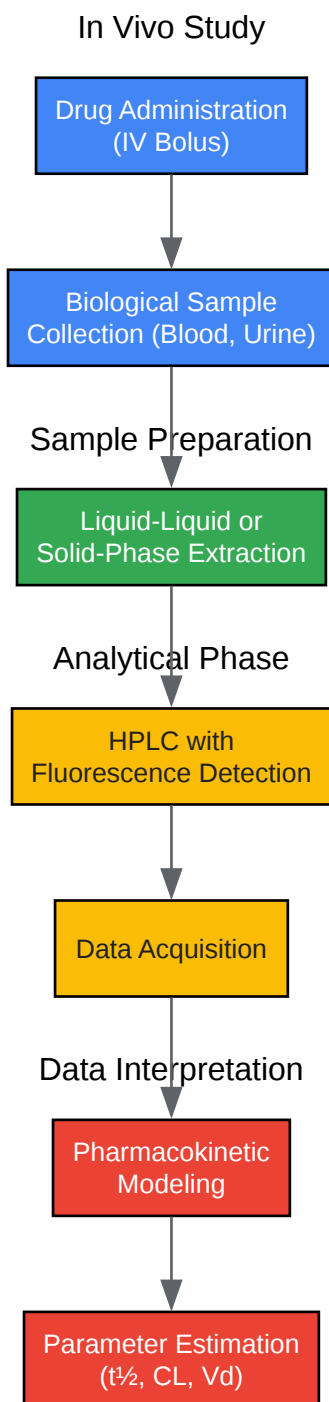 In Vivo Study
Drug Administration
(IV Bolus)
Biological Sample
Collection (Blood, Urine)
Sample Preparation
Liquid-Liquid or
Solid-Phase Extraction
Analytical Phase
HPLC with
Fluorescence Detection
Data Acquisition
Data Interpretation
Pharmacokinetic
Modeling
Parameter Estimation
(t½, CL, Vd)